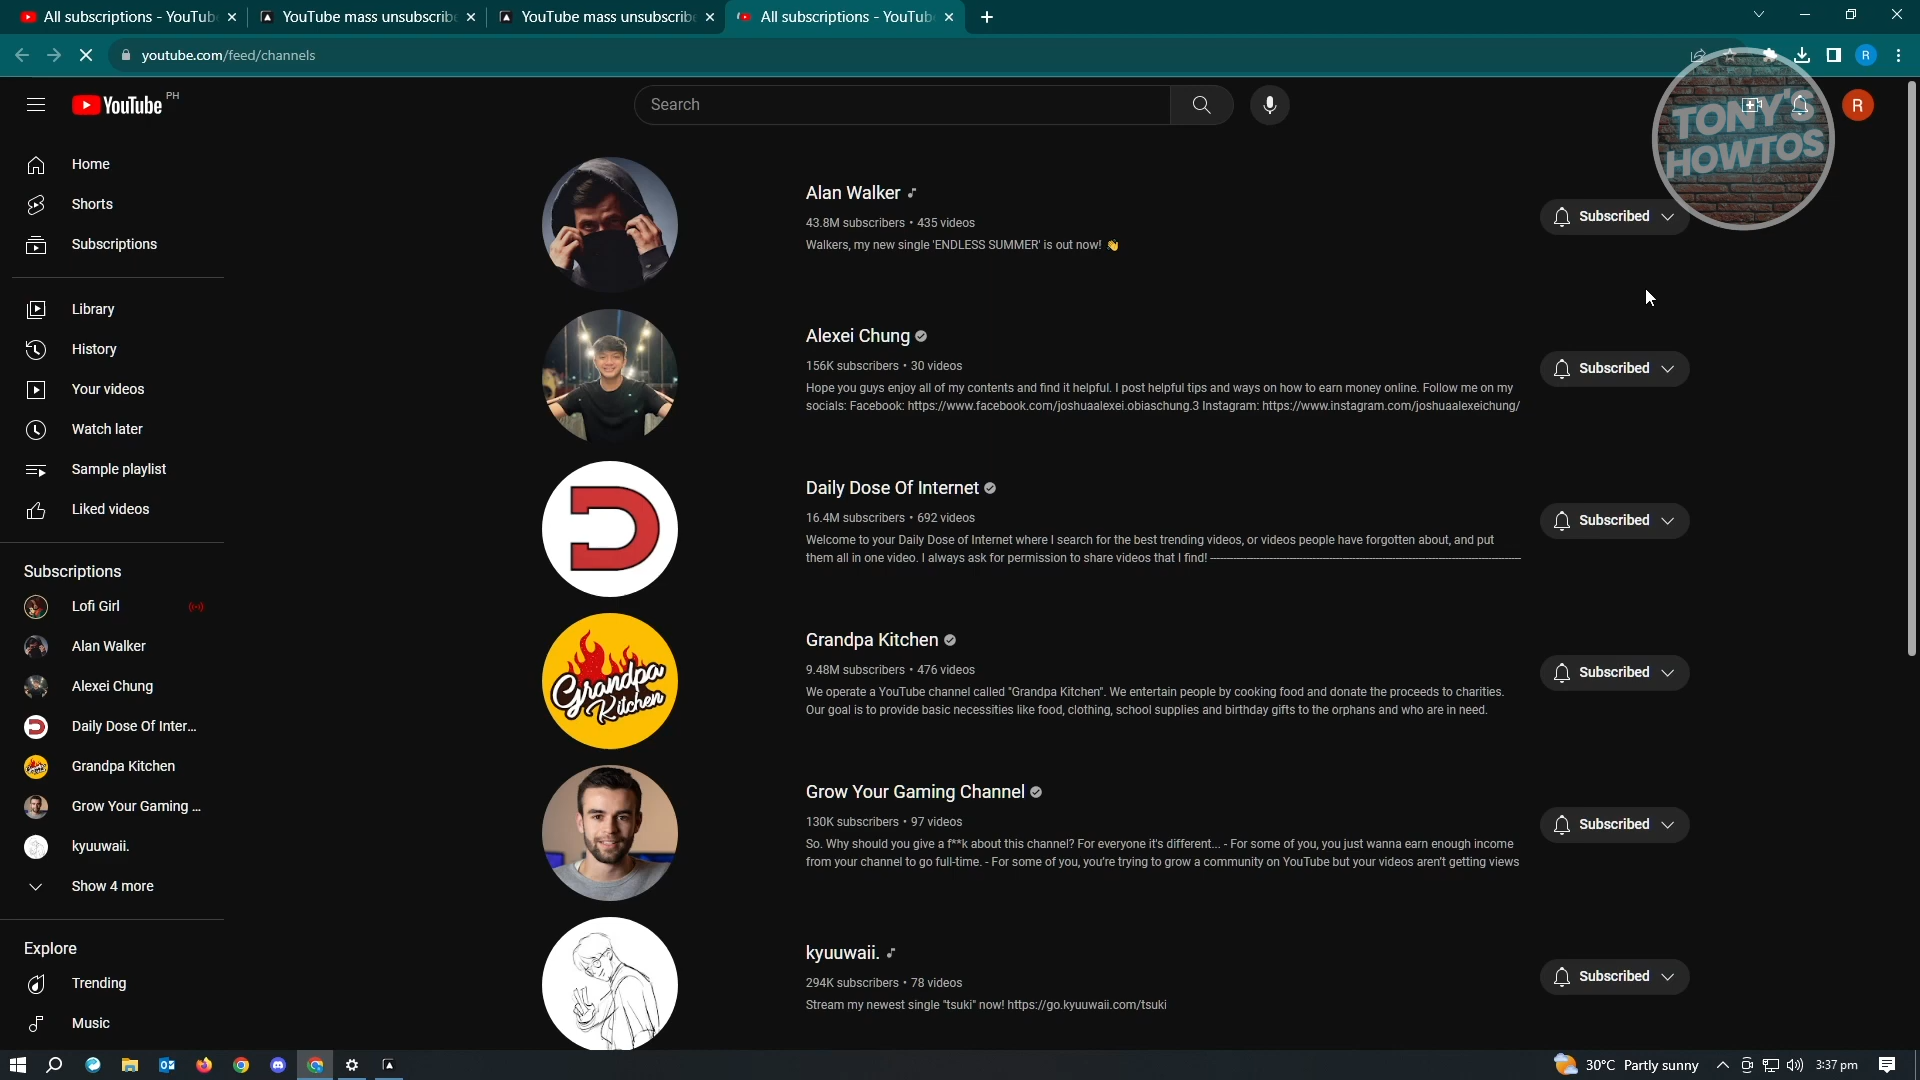 All subscriptions - YouTub
YouTube mass unsubscribe
YouTube mass unsubscribe
All subscriptions - YouTub
youtube.com/feed/channels
R
YouTube PH
Search
TONY'S
HOWTOS
R
Home
Shorts
Subscriptions
Library
History
Your videos
Watch later
Sample playlist
Liked videos
Subscriptions
Lofi Girl
Alan Walker
Alexei Chung
Daily Dose Of Inter...
Grandpa Kitchen
Grow Your Gaming ...
kyuuwaii.
Show 4 more
Explore
Trending
Music
Alan Walker
43.8M subscribers • 435 videos
Walkers, my new single 'ENDLESS SUMMER' is out now! 👋
Subscribed
Alexei Chung
156K subscribers • 30 videos
Hope you guys enjoy all of my contents and find it helpful. I post helpful tips and ways on how to earn money online. Follow me on my
socials: Facebook: https://www.facebook.com/joshuaalexei.obiaschung.3 Instagram: https://www.instagram.com/joshuaalexeichung/
Subscribed
Daily Dose Of Internet
16.4M subscribers • 692 videos
Welcome to your Daily Dose of Internet where I search for the best trending videos, or videos people have forgotten about, and put
them all in one video. I always ask for permission to share videos that I find! ---
Subscribed
Grandpa Kitchen
Grandpa Kitchen
9.48M subscribers • 476 videos
We operate a YouTube channel called "Grandpa Kitchen". We entertain people by cooking food and donate the proceeds to charities.
Our goal is to provide basic necessities like food, clothing, school supplies and birthday gifts to the orphans and who are in need.
Subscribed
Grow Your Gaming Channel
130K subscribers • 97 videos
So. Why should you give a f**k about this channel? For everyone it's different... - For some of you, you just wanna earn enough income
from your channel to go full-time. - For some of you, you're trying to grow a community on YouTube but your videos aren't getting views
Subscribed
kyuuwaii.
294K subscribers • 78 videos
Stream my newest single "tsuki" now! https://go.kyuuwaii.com/tsuki
Subscribed
30°C Partly sunny
3:37 pm